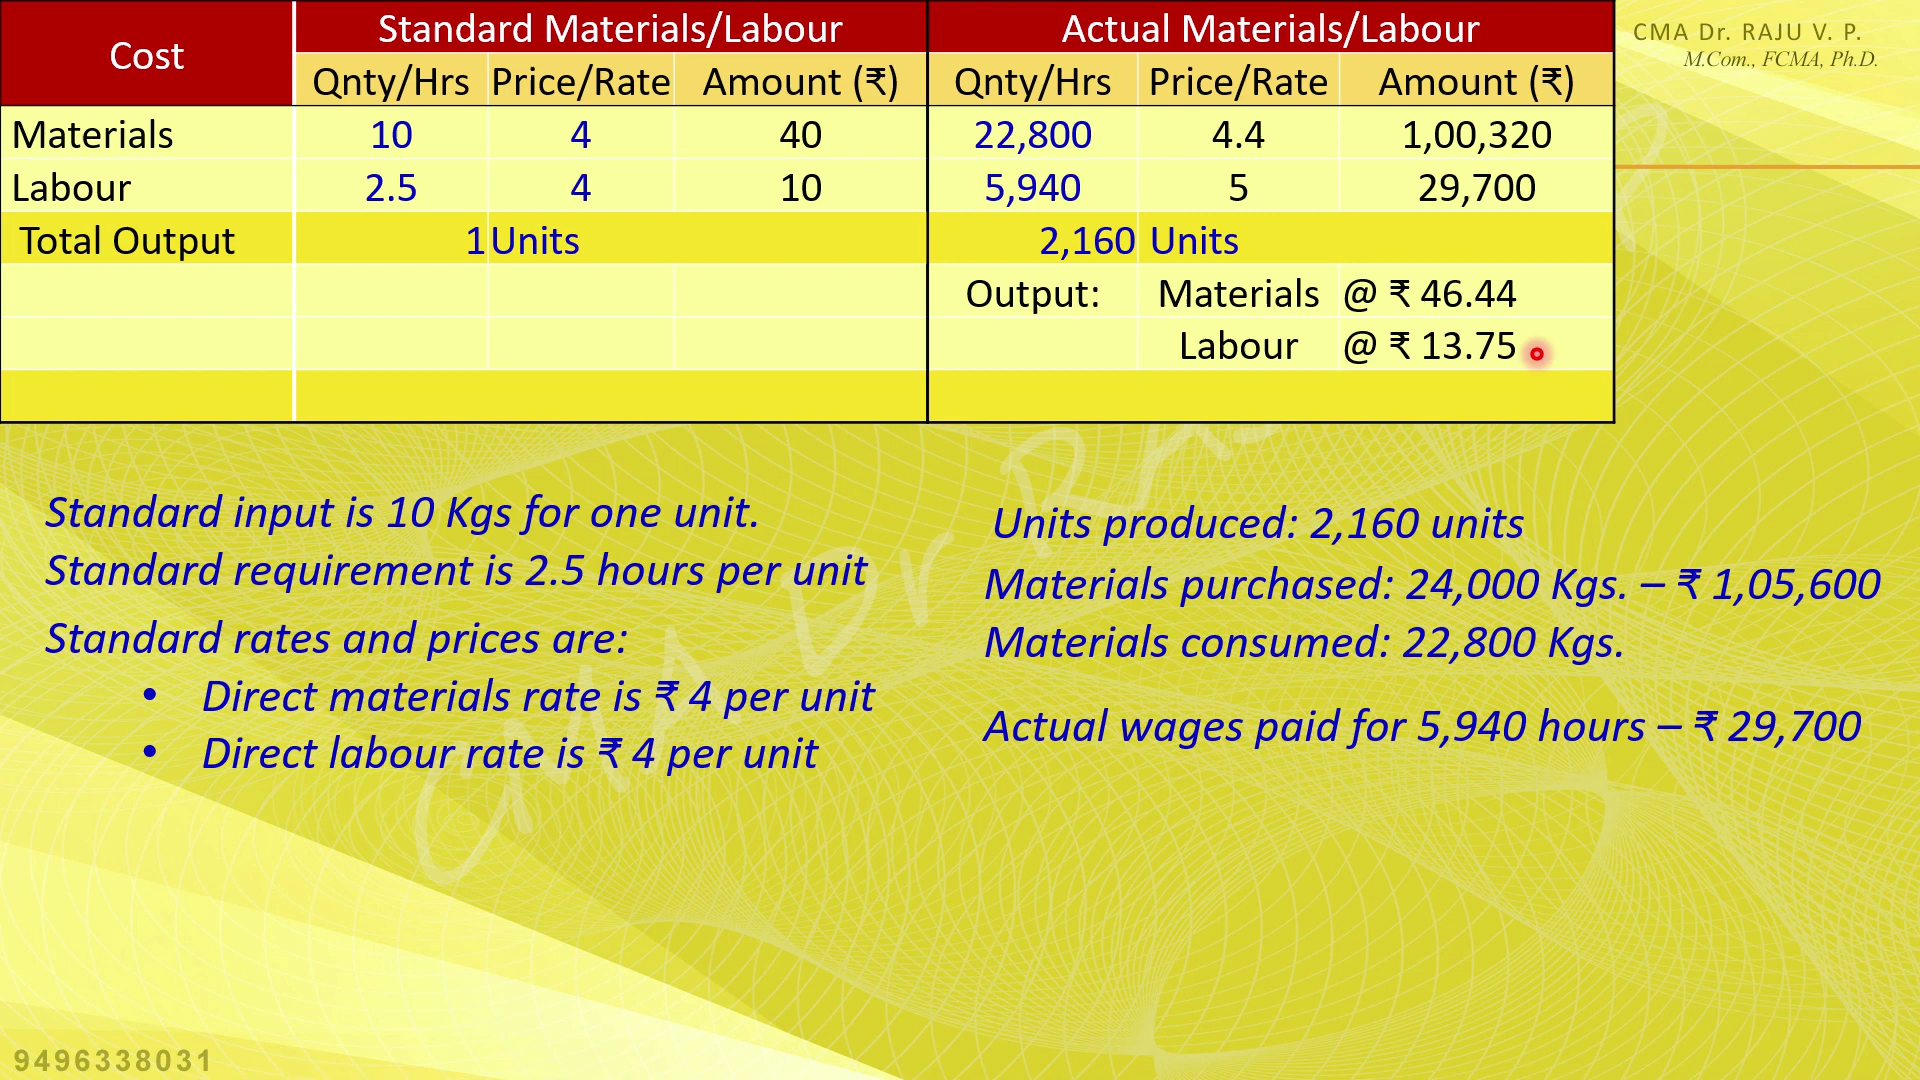 Cost
Standard Materials/Labour
Actual Materials/Labour
Qnty/Hrs Price/Rate Amount (₹) Qnty/Hrs Price/Rate Amount (₹)
Materials 10 4 40 22,800 4.4 1,00,320
Labour 2.5 4 10 5,940 5 29,700
Total Output 1 Units 2,160 Units
Output: Materials @ ₹ 46.44
Labour @ ₹ 13.75
CMA Dr. RAJU V. P.
M.Com., FCMA, Ph.D.
Standard input is 10 Kgs for one unit.
Standard requirement is 2.5 hours per unit
Standard rates and prices are:
• Direct materials rate is ₹ 4 per unit
• Direct labour rate is ₹ 4 per unit
Units produced: 2,160 units
Materials purchased: 24,000 Kgs. – ₹ 1,05,600
Materials consumed: 22,800 Kgs.
Actual wages paid for 5,940 hours – ₹ 29,700
CMA Dr
9496338031